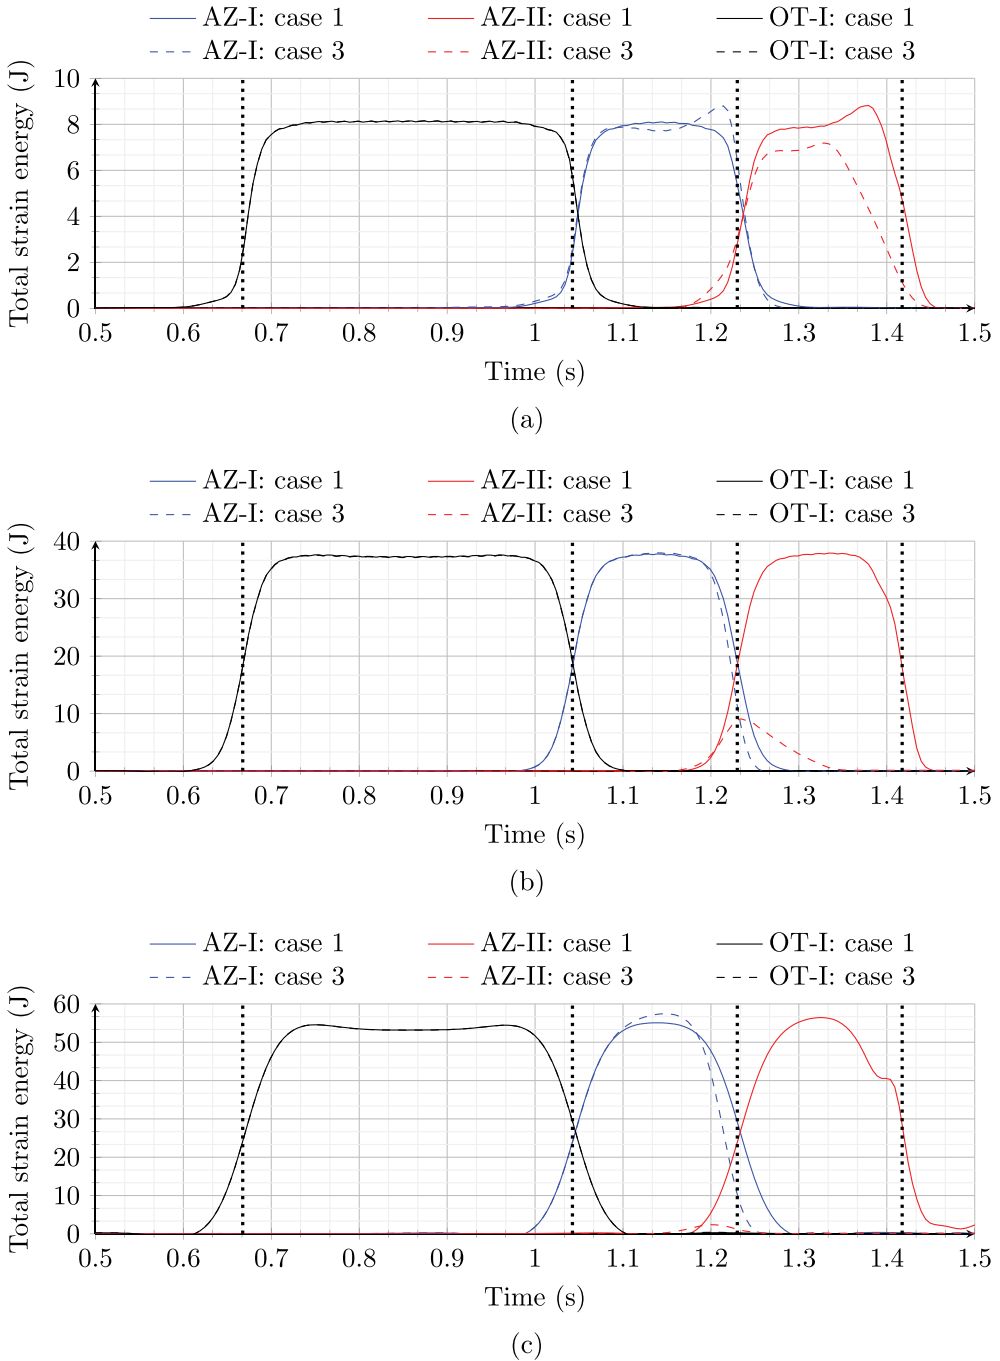 AZ-I: case 1 AZ-II: case 1 OT-I: case 1
AZ-I: case 3 AZ-II: case 3 OT-I: case 3
Total strain energy (J)
10
8
6
4
2
0
0.5 0.6 0.7 0.8 0.9 1 1.1 1.2 1.3 1.4 1.5
Time (s)
(a)
AZ-I: case 1 AZ-II: case 1 OT-I: case 1
AZ-I: case 3 AZ-II: case 3 OT-I: case 3
Total strain energy (J)
40
30
20
10
0
0.5 0.6 0.7 0.8 0.9 1 1.1 1.2 1.3 1.4 1.5
Time (s)
(b)
AZ-I: case 1 AZ-II: case 1 OT-I: case 1
AZ-I: case 3 AZ-II: case 3 OT-I: case 3
Total strain energy (J)
60
50
40
30
20
10
0
0.5 0.6 0.7 0.8 0.9 1 1.1 1.2 1.3 1.4 1.5
Time (s)
(c)